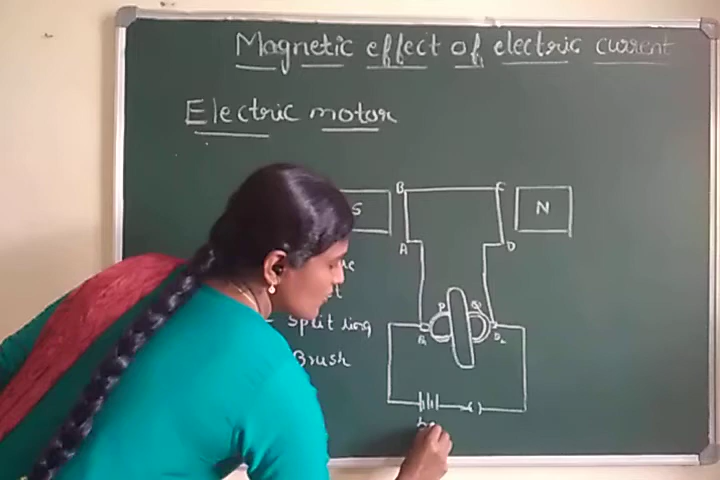 Magnetic effect of electric current
Electric motor
B C
S N
A D
P Q
Split ring
B₁ B₂
Brush